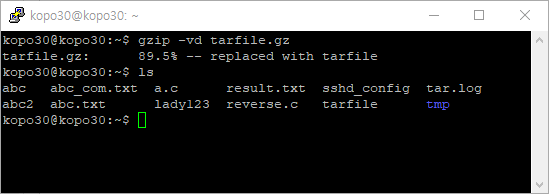 kopo30@kopo30: ~
kopo30@kopo30:~$ gzip -vd tarfile.gz
tarfile.gz:      89.5% -- replaced with tarfile
kopo30@kopo30:~$ ls
abc   abc_com.txt  a.c      result.txt  sshd_config  tar.log
abc2  abc.txt      lady123  reverse.c   tarfile      tmp
kopo30@kopo30:~$